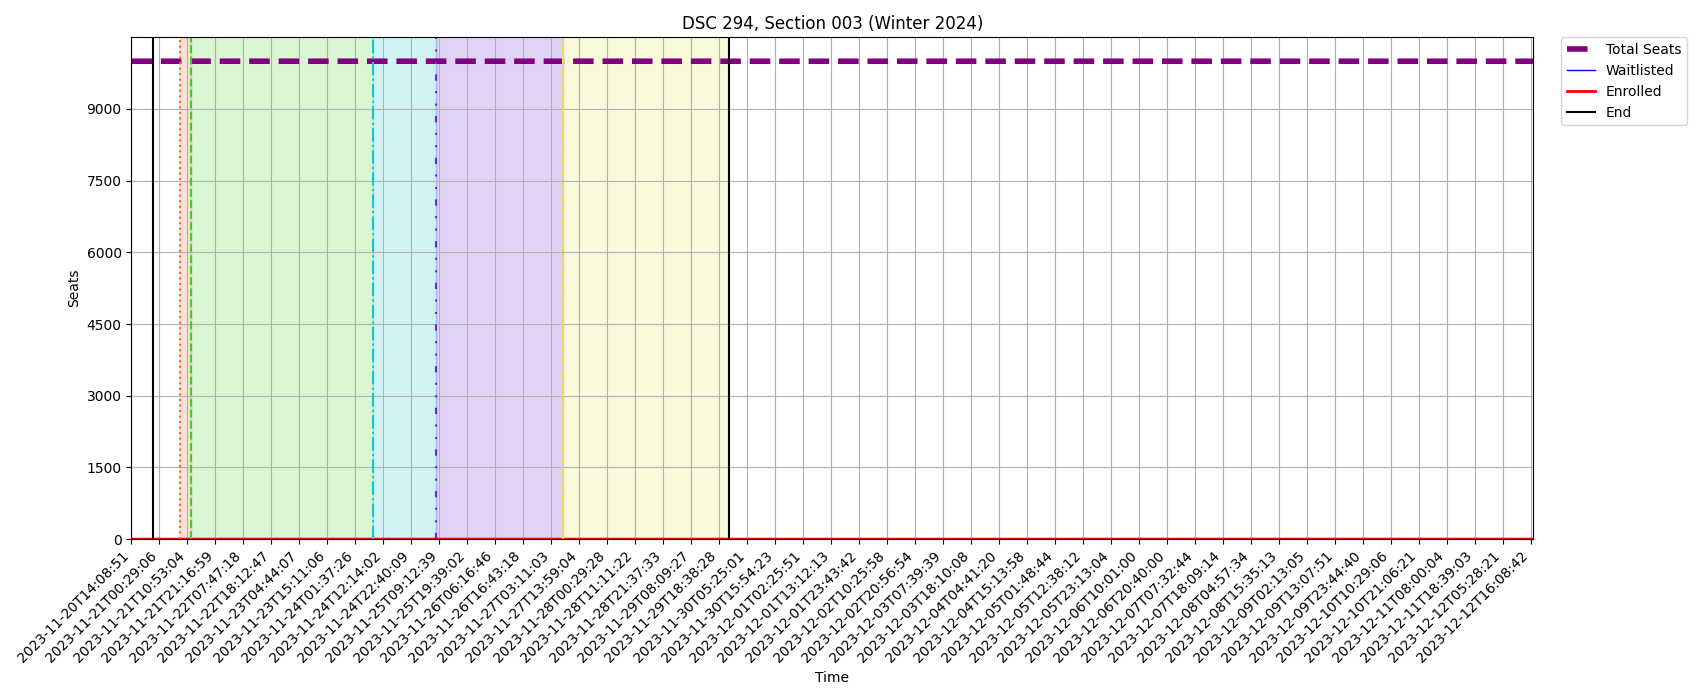 DSC 294, Section 003 (Winter 2024)
Total Seats
Waitlisted
Enrolled
End
Seats
9000
7500
6000
4500
3000
1500
0
2023-11-20T14:08:51
2023-11-21T00:29:06
2023-11-21T10:53:04
2023-11-21T21:16:59
2023-11-22T07:47:18
2023-11-22T18:12:47
2023-11-23T04:44:07
2023-11-23T15:11:06
2023-11-24T01:37:26
2023-11-24T12:14:02
2023-11-24T22:40:09
2023-11-25T09:12:39
2023-11-25T19:39:02
2023-11-26T06:16:46
2023-11-26T16:43:18
2023-11-27T03:11:03
2023-11-27T13:59:04
2023-11-28T00:29:28
2023-11-28T11:11:22
2023-11-28T21:37:33
2023-11-29T08:09:27
2023-11-29T18:38:28
2023-11-30T05:25:01
2023-11-30T15:54:23
2023-12-01T02:25:51
2023-12-01T13:12:13
2023-12-01T23:43:42
2023-12-02T10:25:58
2023-12-02T20:56:54
2023-12-03T07:39:39
2023-12-03T18:10:08
2023-12-04T04:41:20
2023-12-04T15:13:58
2023-12-05T01:48:44
2023-12-05T12:38:12
2023-12-05T23:13:04
2023-12-06T10:01:00
2023-12-06T20:40:00
2023-12-07T07:32:44
2023-12-07T18:09:14
2023-12-08T04:57:34
2023-12-08T15:35:13
2023-12-09T02:13:05
2023-12-09T13:07:51
2023-12-09T23:44:40
2023-12-10T10:29:06
2023-12-10T21:06:21
2023-12-11T08:00:04
2023-12-11T18:39:03
2023-12-12T05:28:21
2023-12-12T16:08:42
Time